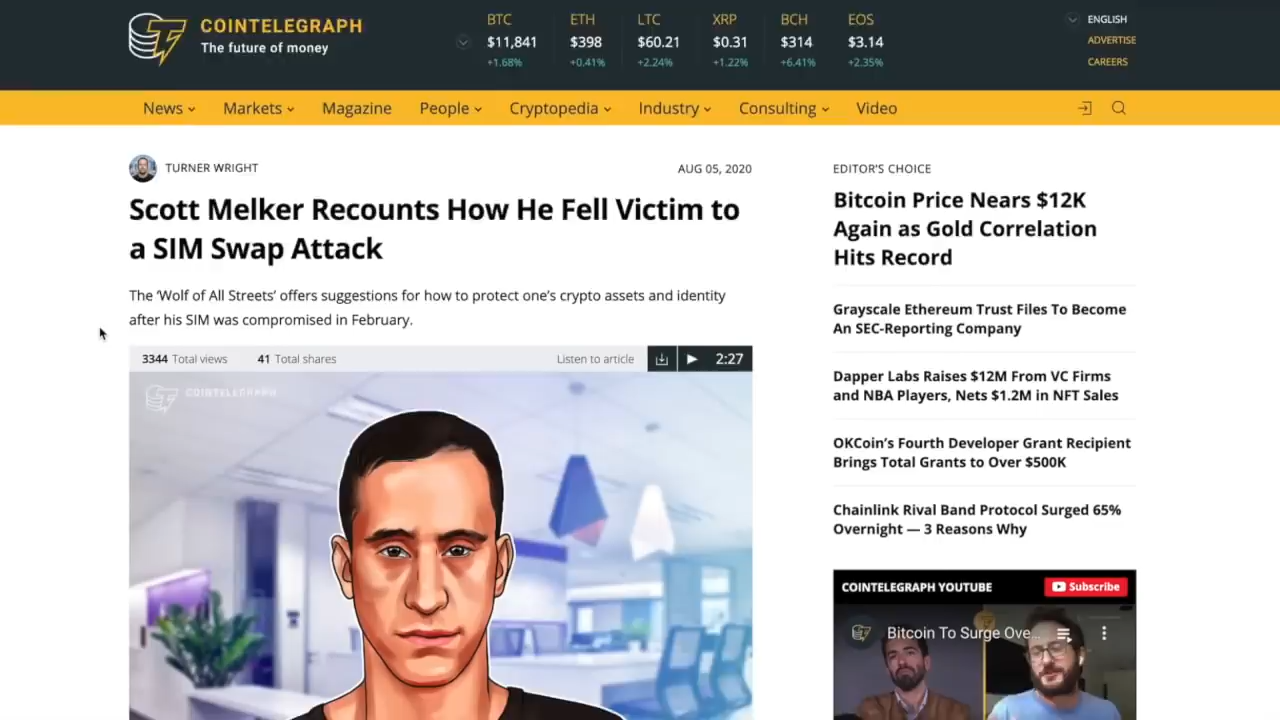 COINTELEGRAPH
The future of money
BTC
$11,841
+1.68%
ETH
$398
+0.41%
LTC
$60.21
+2.24%
XRP
$0.31
+1.22%
BCH
$314
+6.41%
EOS
$3.14
+2.35%
ENGLISH
ADVERTISE
CAREERS
News
Markets
Magazine
People
Cryptopedia
Industry
Consulting
Video
TURNER WRIGHT
AUG 05, 2020
Scott Melker Recounts How He Fell Victim to
a SIM Swap Attack
The ‘Wolf of All Streets’ offers suggestions for how to protect one’s crypto assets and identity
after his SIM was compromised in February.
3344 Total views
41 Total shares
Listen to article
2:27
COINTELEGRAPH
EDITOR’S CHOICE
Bitcoin Price Nears $12K
Again as Gold Correlation
Hits Record
Grayscale Ethereum Trust Files To Become
An SEC-Reporting Company
Dapper Labs Raises $12M From VC Firms
and NBA Players, Nets $1.2M in NFT Sales
OKCoin’s Fourth Developer Grant Recipient
Brings Total Grants to Over $500K
Chainlink Rival Band Protocol Surged 65%
Overnight — 3 Reasons Why
COINTELEGRAPH YOUTUBE
Subscribe
Bitcoin To Surge Ove...